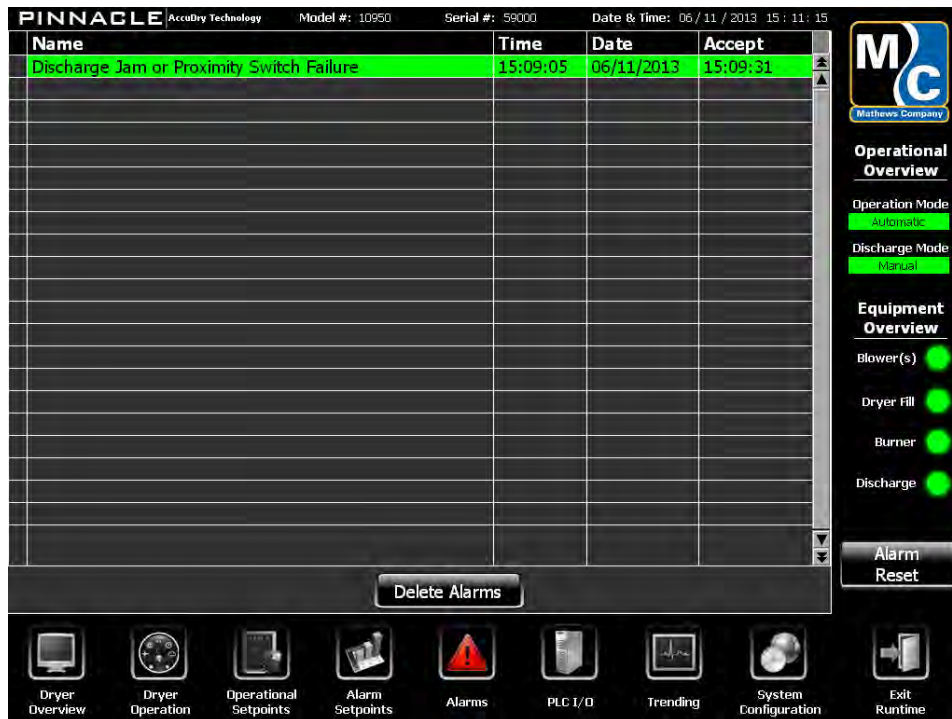 PINNACLE AccuDry Technology Model #: 10950 Serial #: 59000 Date & Time: 06 / 11 / 2013 15 : 11 : 15
Name Time Date Accept
Discharge Jam or Proximity Switch Failure 15:09:05 06/11/2013 15:09:31
Delete Alarms
MC
Mathews Company
Operational
Overview
Operation Mode
Automatic
Discharge Mode
Manual
Equipment
Overview
Blower(s)
Dryer Fill
Burner
Discharge
Alarm
Reset
Dryer
Overview
Dryer
Operation
Operational
Setpoints
Alarm
Setpoints
Alarms
PLC I/O
Trending
System
Configuration
Exit
Runtime